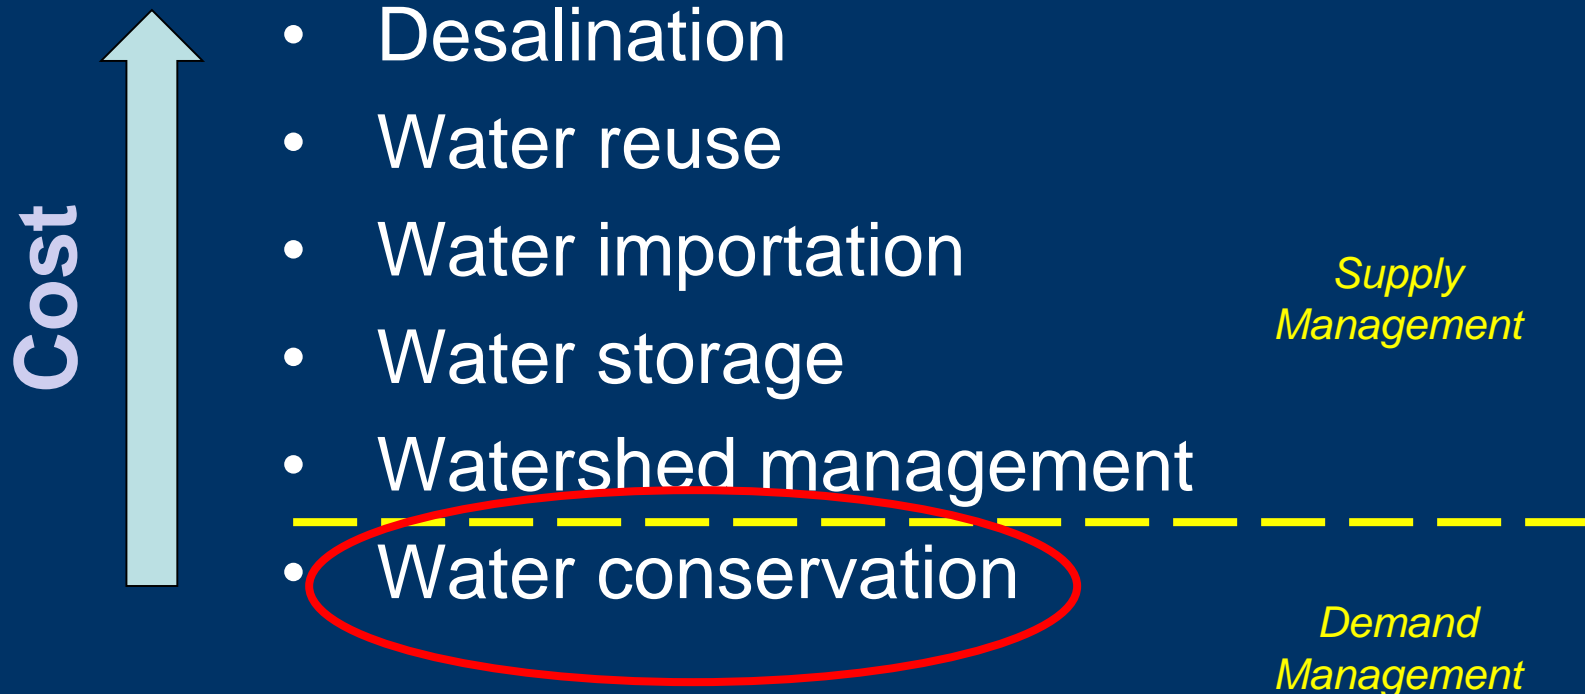 Cost
• Desalination
• Water reuse
• Water importation
• Water storage
• Watershed management
• Water conservation
Supply
Management
Demand
Management